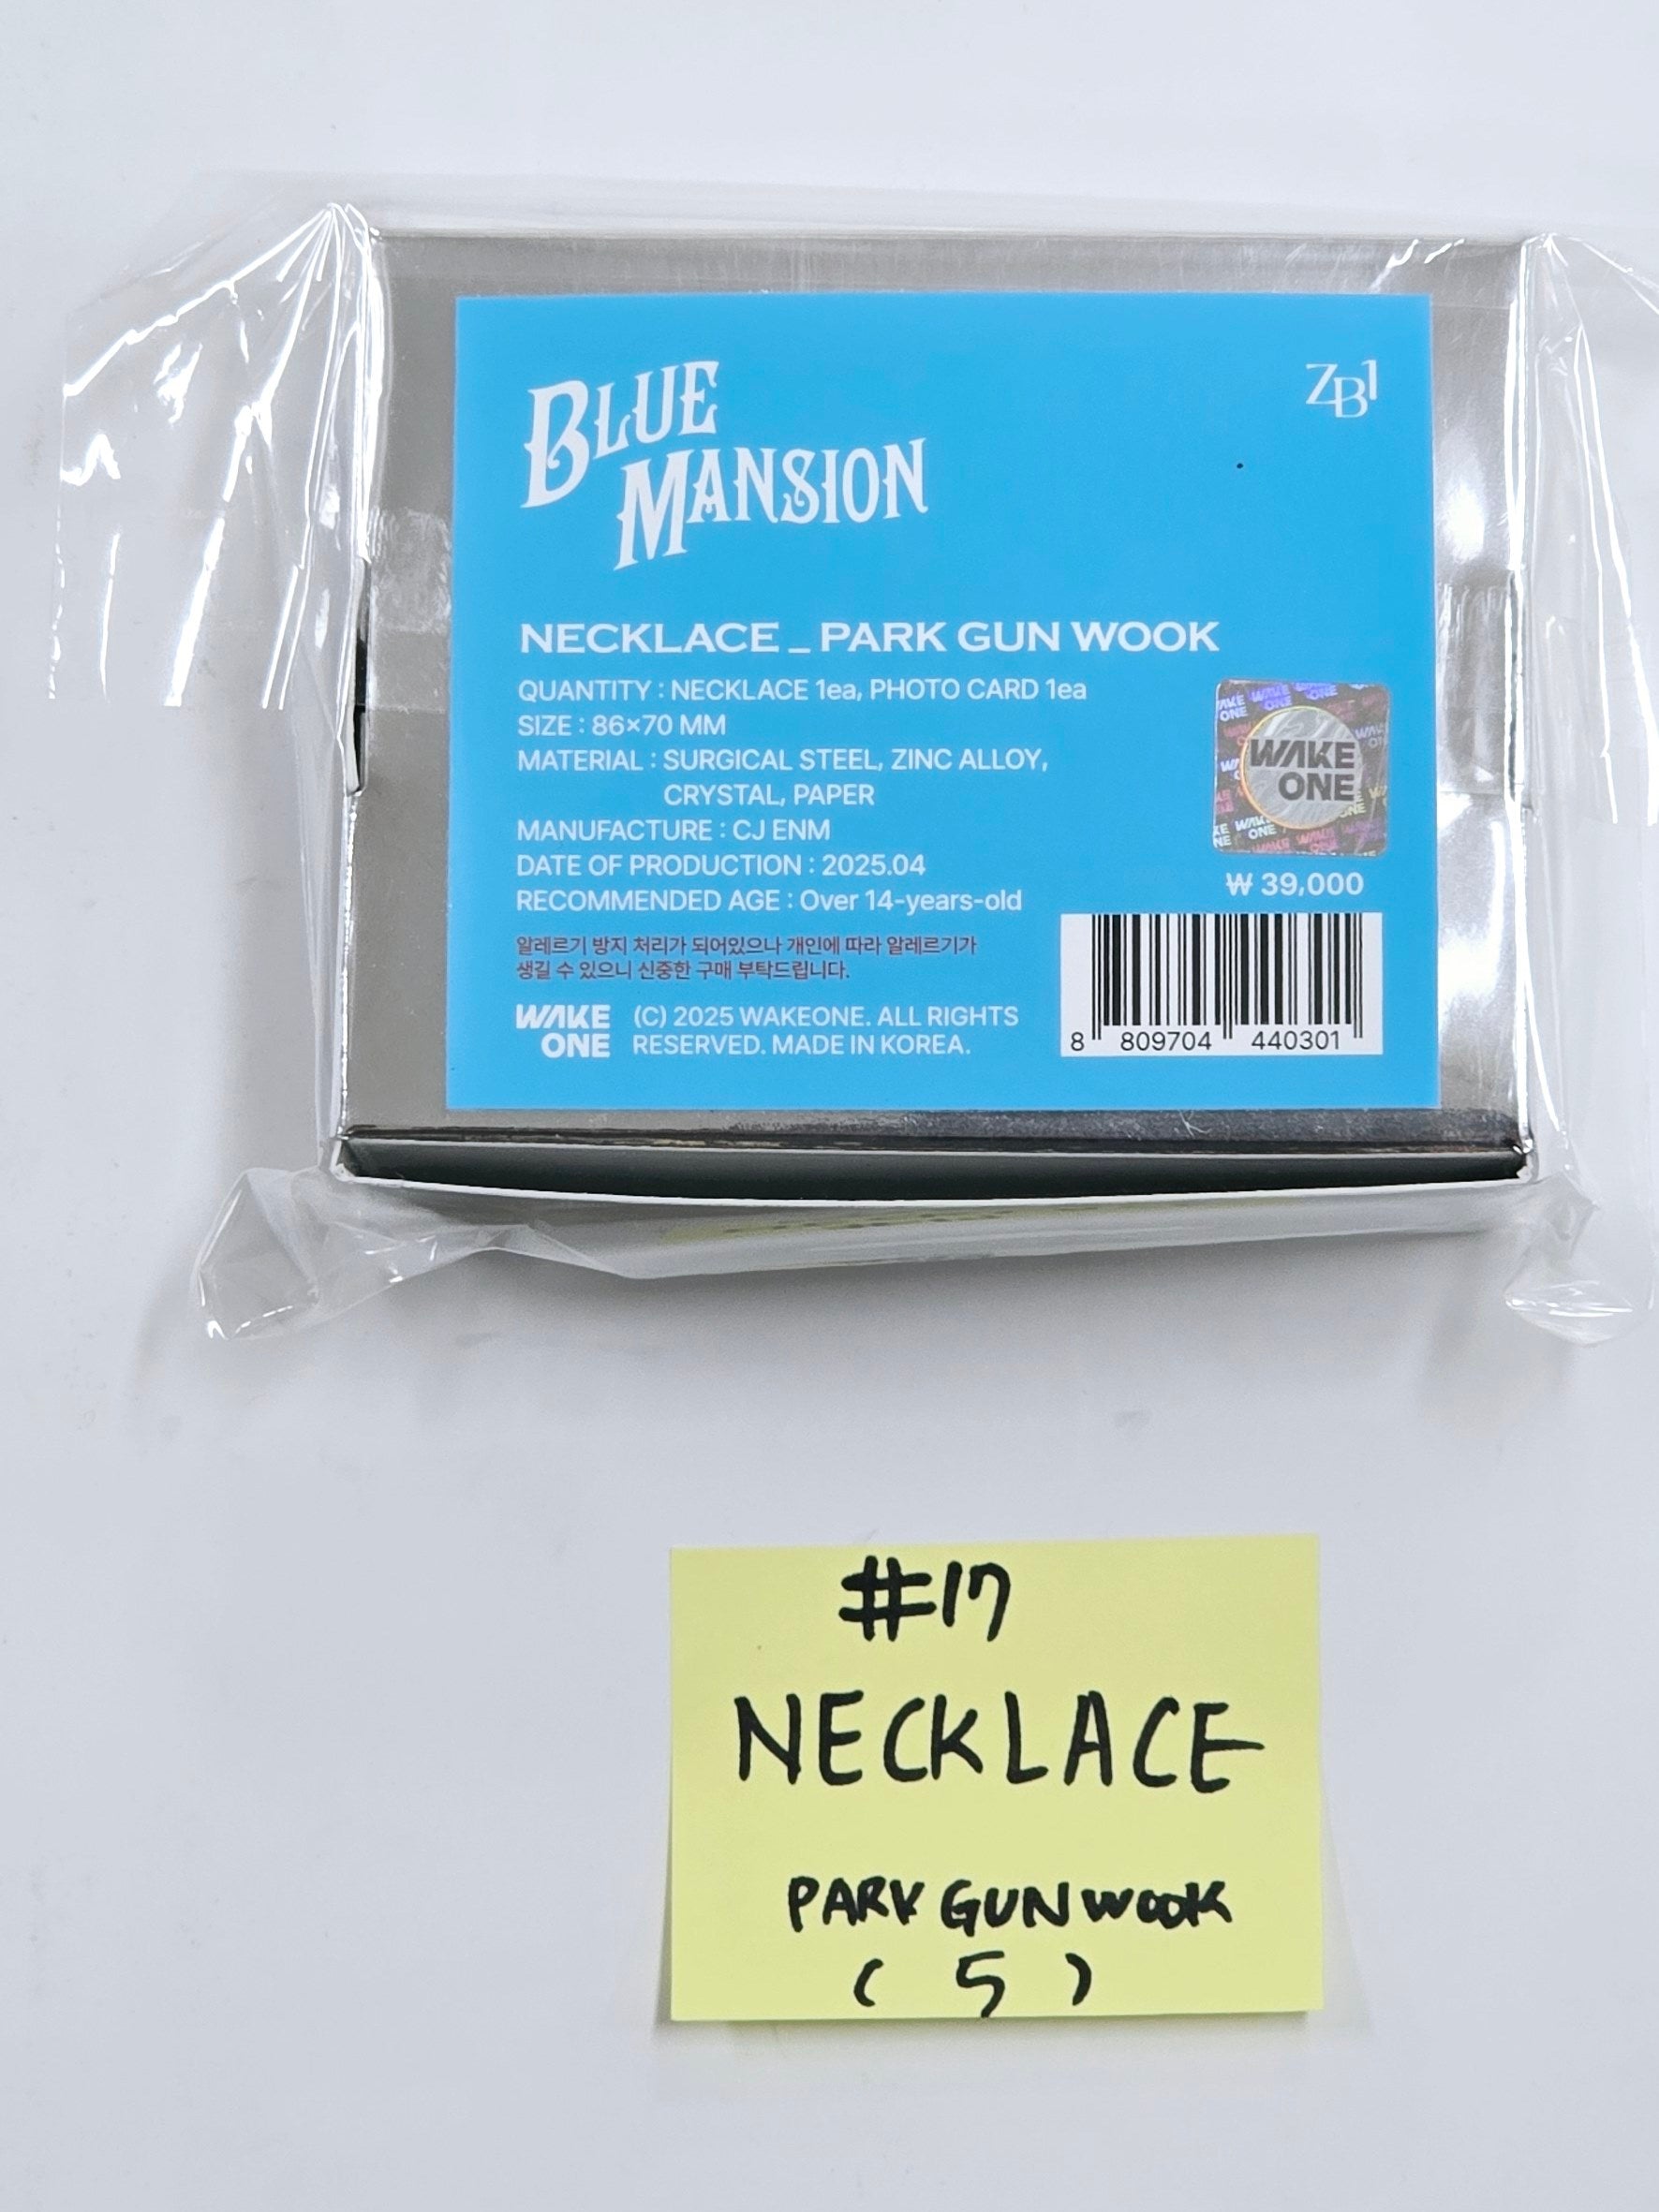 BLUE
MANSION
ZB1
NECKLACE _ PARK GUN WOOK
QUANTITY : NECKLACE 1ea, PHOTO CARD 1ea
SIZE : 86×70 MM
MATERIAL : SURGICAL STEEL, ZINC ALLOY,
CRYSTAL, PAPER
MANUFACTURE : CJ ENM
DATE OF PRODUCTION : 2025.04
RECOMMENDED AGE : Over 14-years-old
알레르기 방지 처리가 되어있으나 개인에 따라 알레르기가
생길 수 있으니 신중한 구매 부탁드립니다.
WAKE
ONE
(C) 2025 WAKEONE. ALL RIGHTS
RESERVED. MADE IN KOREA.
WAKE
ONE
₩ 39,000
8 809704 440301
#17
NECKLACE
PARK GUN WOOK
( 5 )